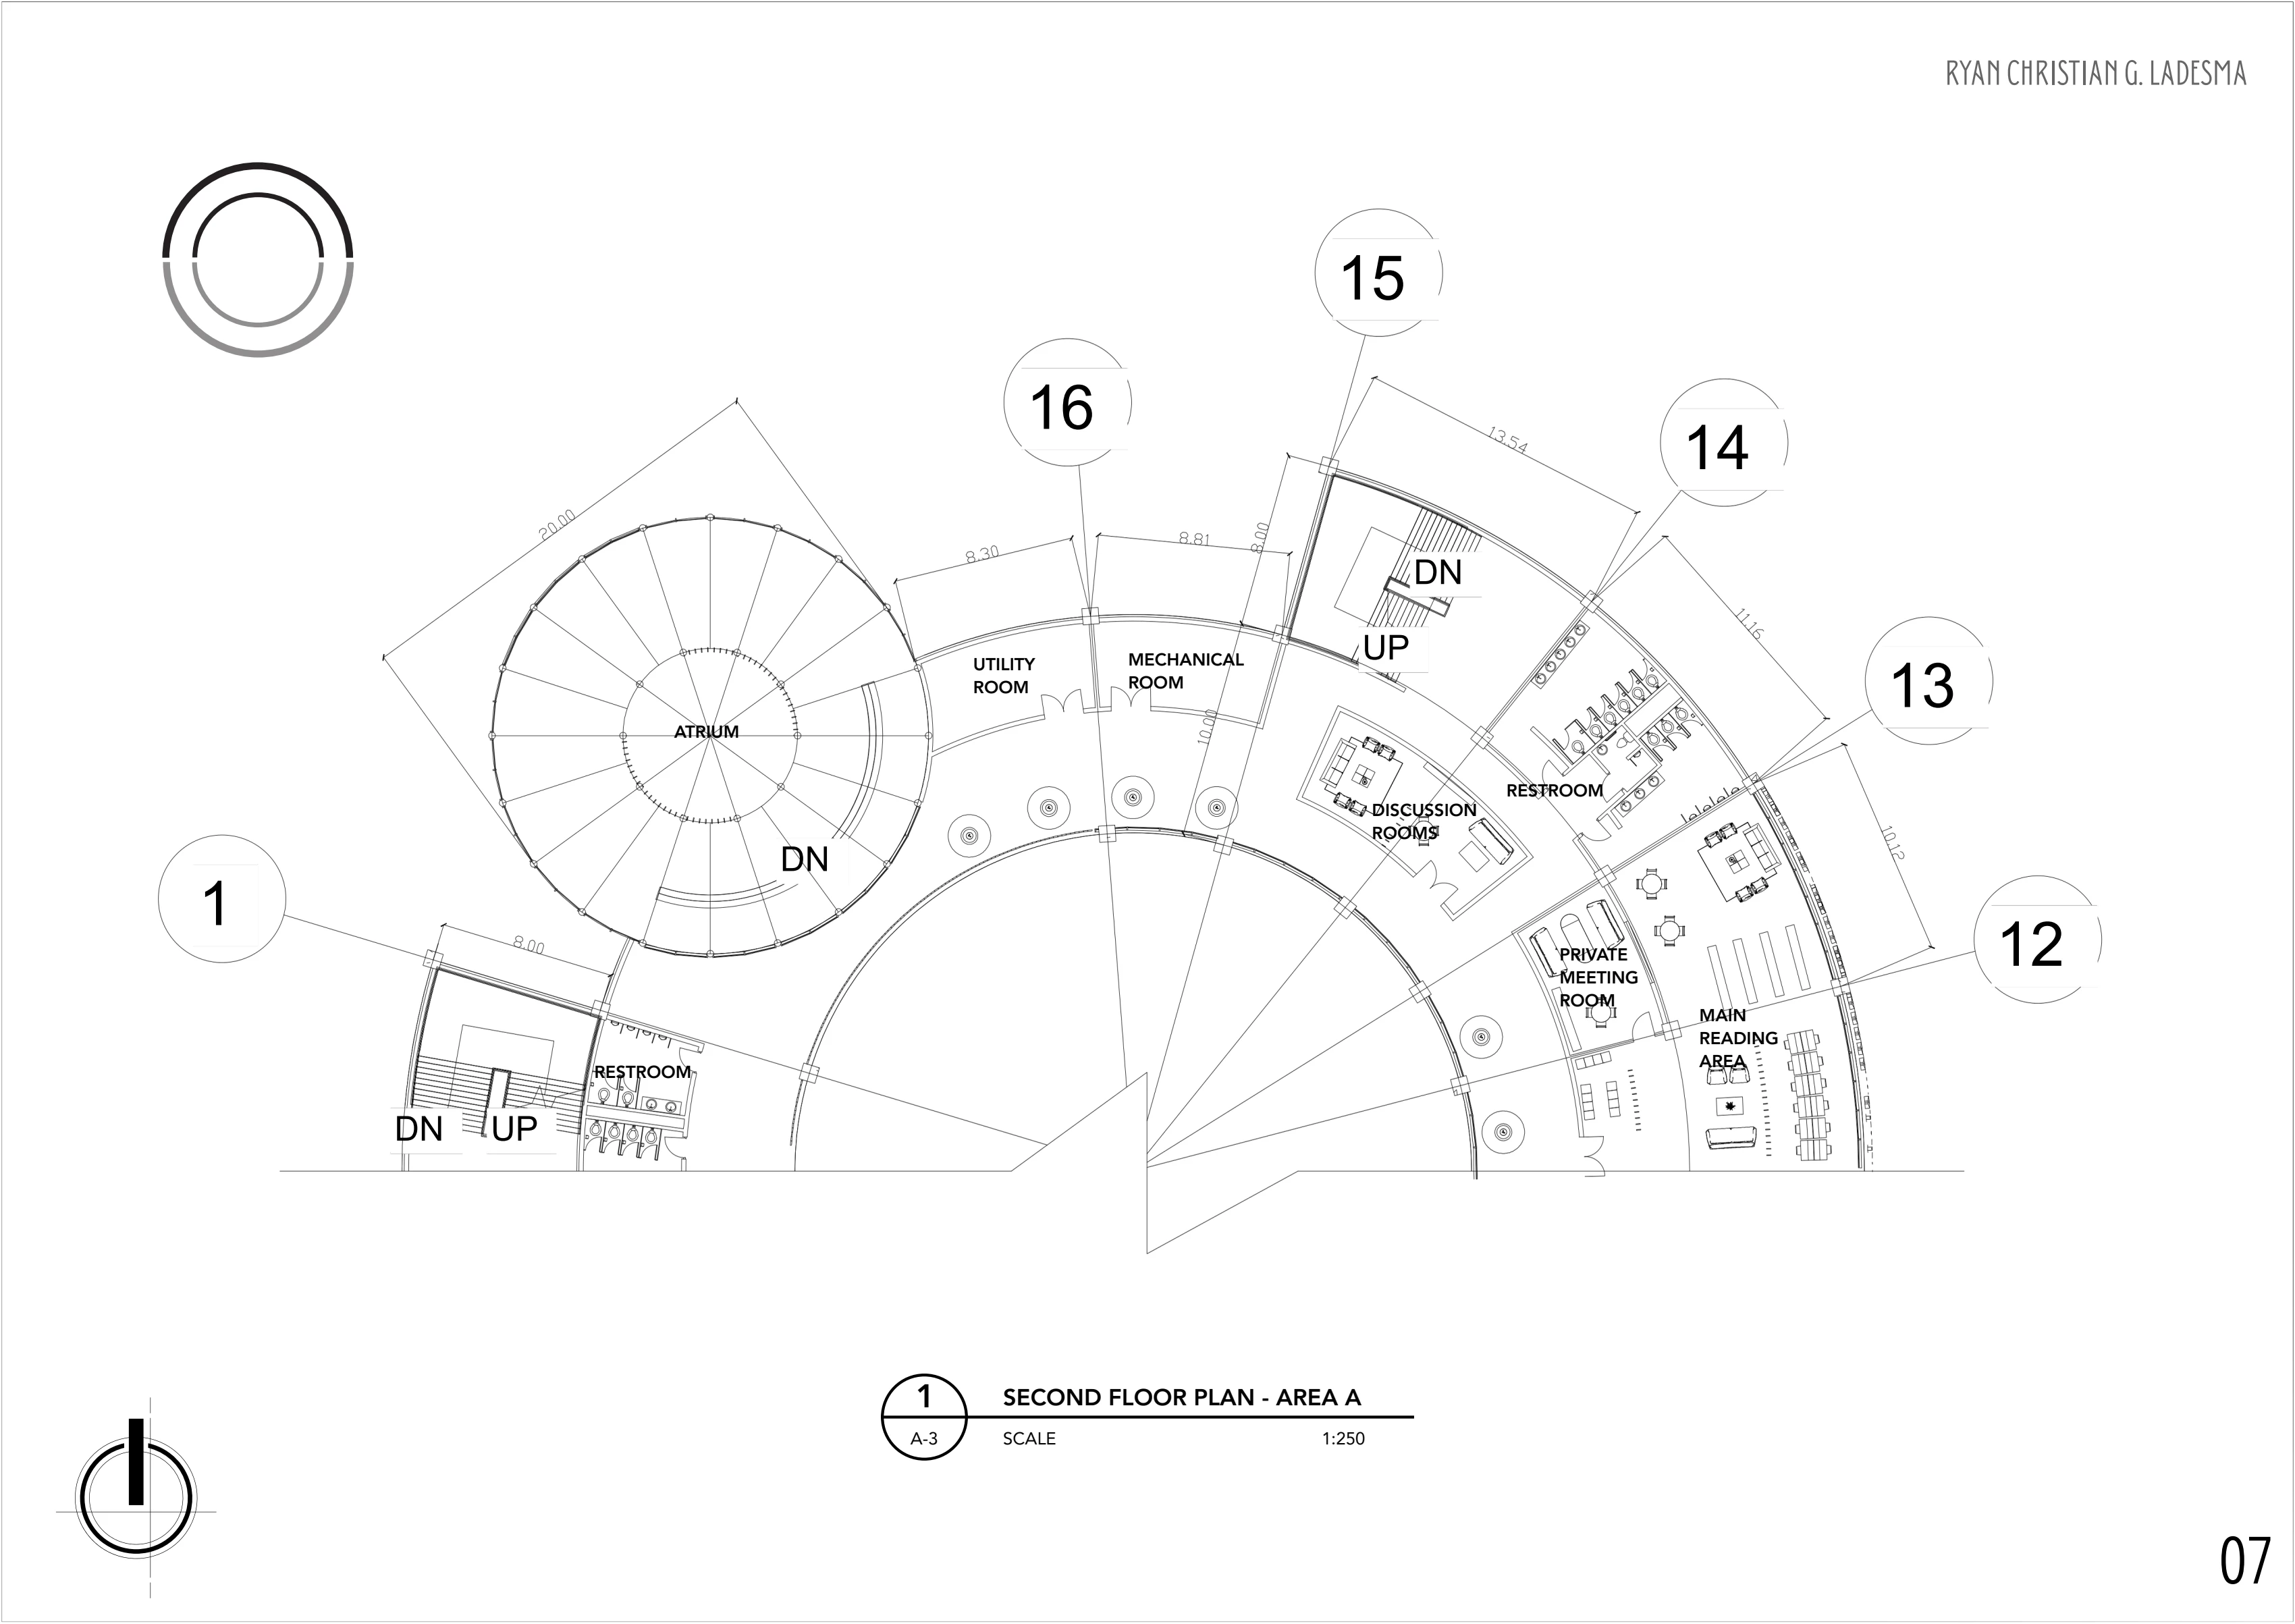 RYAN CHRISTIAN G. LADESMA
15
16
14
13.54
20.00
8.30
8.81
8.00
DN
11.16
13
UP
UTILITY
ROOM
MECHANICAL
ROOM
10.00
ATRIUM
RESTROOM
DISCUSSION
ROOMS
10.12
DN
1
8.00
12
PRIVATE
MEETING
ROOM
MAIN
READING
AREA
RESTROOM
DN
UP
1
A-3
SECOND FLOOR PLAN - AREA A
SCALE 1:250
07